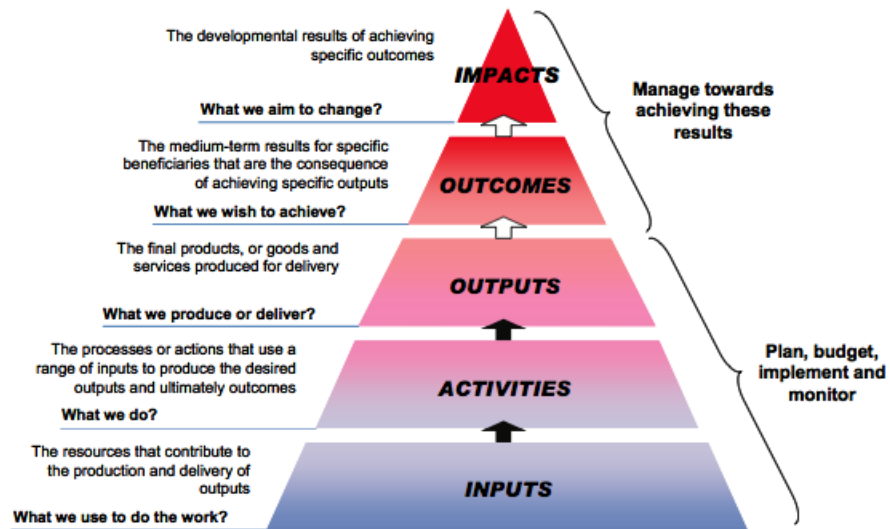 The developmental results of achieving
specific outcomes
IMPACTS
What we aim to change?
Manage towards
achieving these
results
The medium-term results for specific
beneficiaries that are the consequence
of achieving specific outputs
OUTCOMES
What we wish to achieve?
The final products, or goods and
services produced for delivery
OUTPUTS
What we produce or deliver?
The processes or actions that use a
range of inputs to produce the desired
outputs and ultimately outcomes
ACTIVITIES
What we do?
Plan, budget,
implement and
monitor
The resources that contribute to
the production and delivery of
outputs
INPUTS
What we use to do the work?